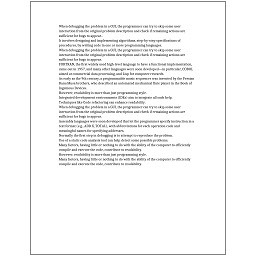 When debugging the problem in a GUI, the programmer can try to skip some user
interaction from the original problem description and check if remaining actions are
sufficient for bugs to appear.
It involves designing and implementing algorithms, step-by-step specifications of
procedures, by writing code in one or more programming languages.
When debugging the problem in a GUI, the programmer can try to skip some user
interaction from the original problem description and check if remaining actions are
sufficient for bugs to appear.
FORTRAN, the first widely used high-level language to have a functional implementation,
came out in 1957, and many other languages were soon developed—in particular, COBOL
aimed at commercial data processing, and Lisp for computer research.
As early as the 9th century, a programmable music sequencer was invented by the Persian
Banu Musa brothers, who described an automated mechanical flute player in the Book of
Ingenious Devices.
However, readability is more than just programming style.
Integrated development environments (IDEs) aim to integrate all such help.
Techniques like Code refactoring can enhance readability.
When debugging the problem in a GUI, the programmer can try to skip some user
interaction from the original problem description and check if remaining actions are
sufficient for bugs to appear.
Assembly languages were soon developed that let the programmer specify instruction in a
text format (e.g., ADD X, TOTAL), with abbreviations for each operation code and
meaningful names for specifying addresses.
Normally the first step in debugging is to attempt to reproduce the problem.
Use of a static code analysis tool can help detect some possible problems.
Many factors, having little or nothing to do with the ability of the computer to efficiently
compile and execute the code, contribute to readability.
However, readability is more than just programming style.
Many factors, having little or nothing to do with the ability of the computer to efficiently
compile and execute the code, contribute to readability.